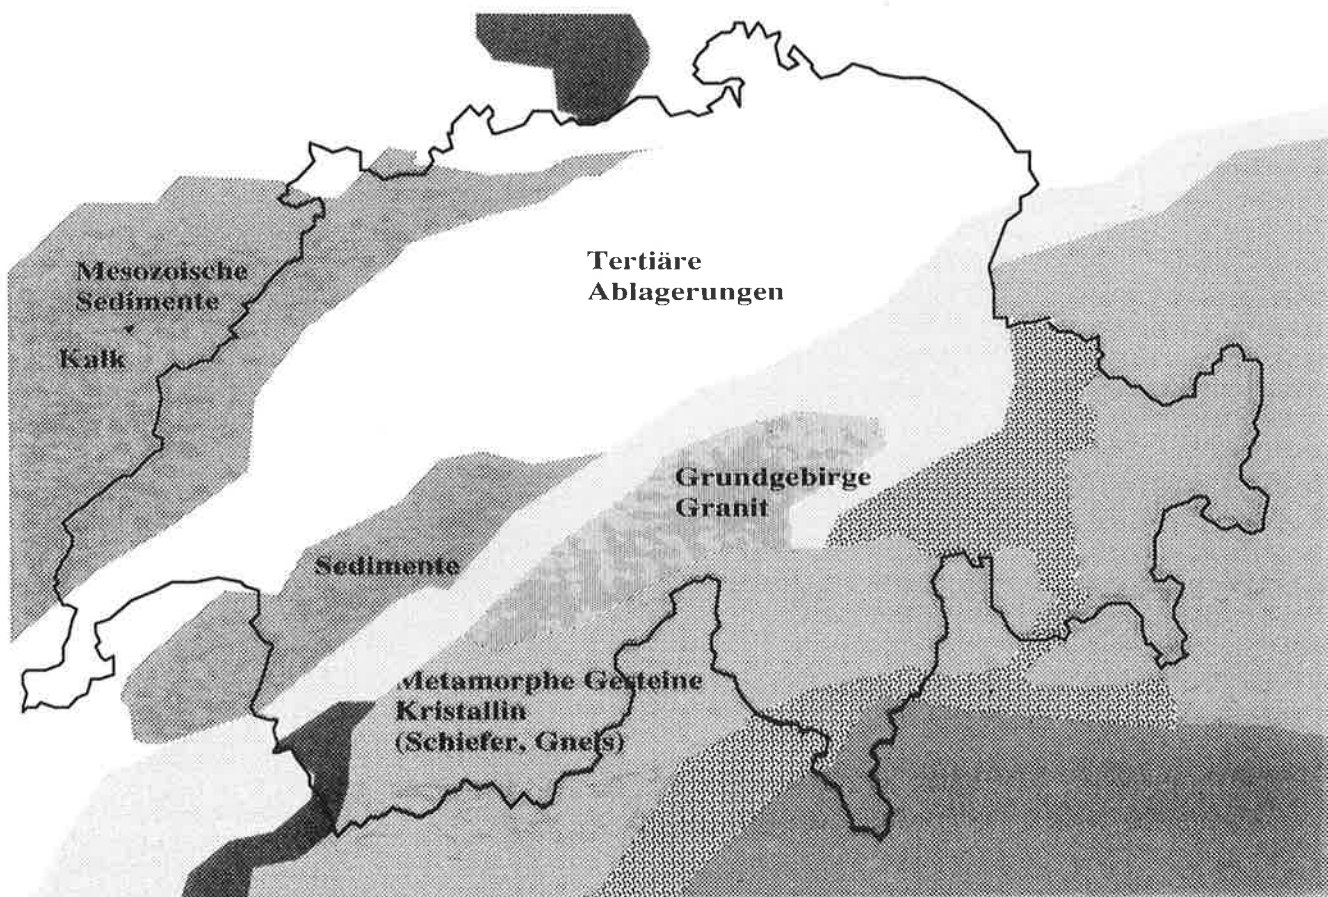 Tertiäre
Ablagerungen
Mesozoische
Sedimente
Kalk
Grundgebirge
Granit
Sedimente
Metamorphe Gesteine
Kristallin
(Schiefer, Gneis)